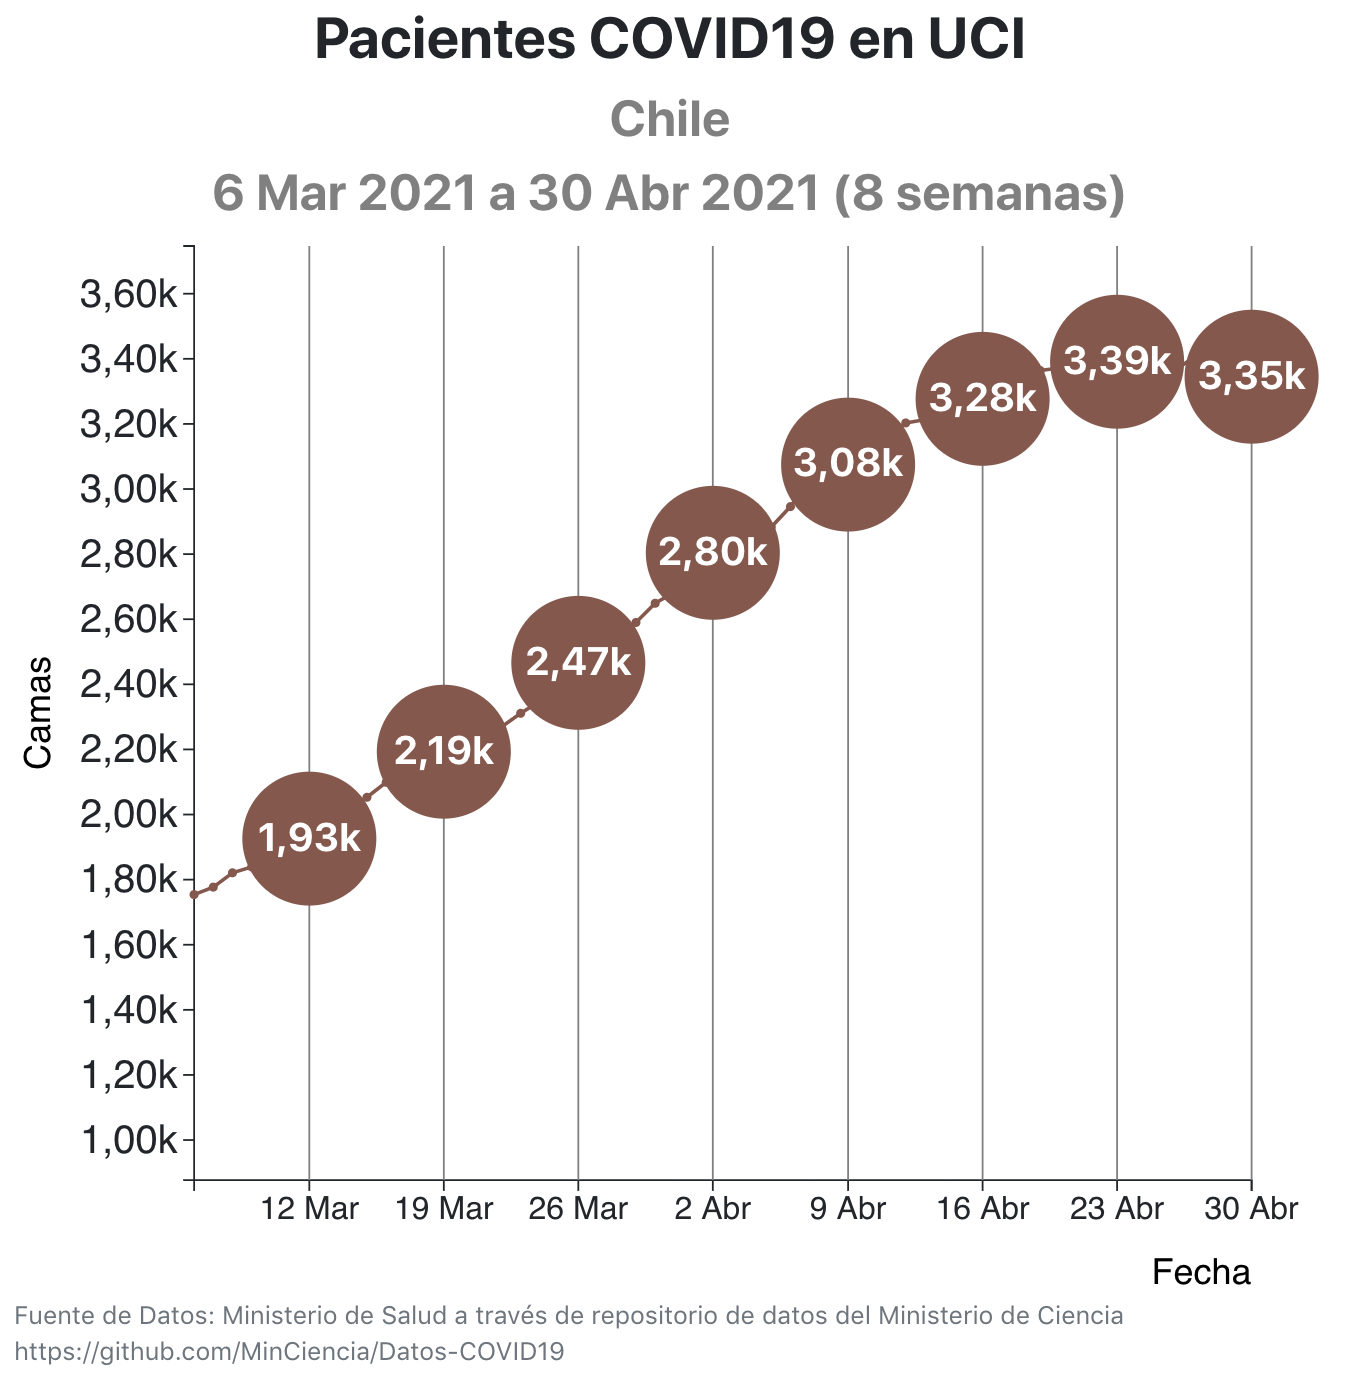 Pacientes COVID19 en UCI
Chile
6 Mar 2021 a 30 Abr 2021 (8 semanas)
3,60k
3,40k
3,20k
3,00k
2,80k
2,60k
2,40k
2,20k
2,00k
1,80k
1,60k
1,40k
1,20k
1,00k
Camas
1,93k
2,19k
2,47k
2,80k
3,08k
3,28k
3,39k
3,35k
12 Mar
19 Mar
26 Mar
2 Abr
9 Abr
16 Abr
23 Abr
30 Abr
Fecha
Fuente de Datos: Ministerio de Salud a través de repositorio de datos del Ministerio de Ciencia
https://github.com/MinCiencia/Datos-COVID19